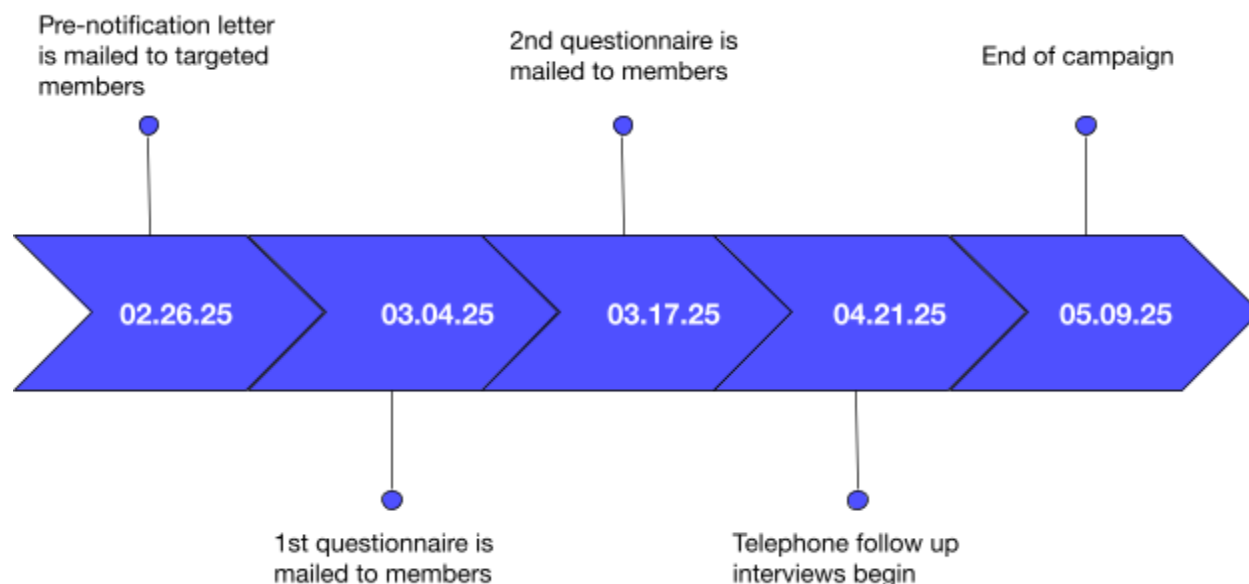 Pre-notification letter
is mailed to targeted
members
2nd questionnaire is
mailed to members
End of campaign
02.26.25
03.04.25
03.17.25
04.21.25
05.09.25
1st questionnaire is
mailed to members
Telephone follow up
interviews begin